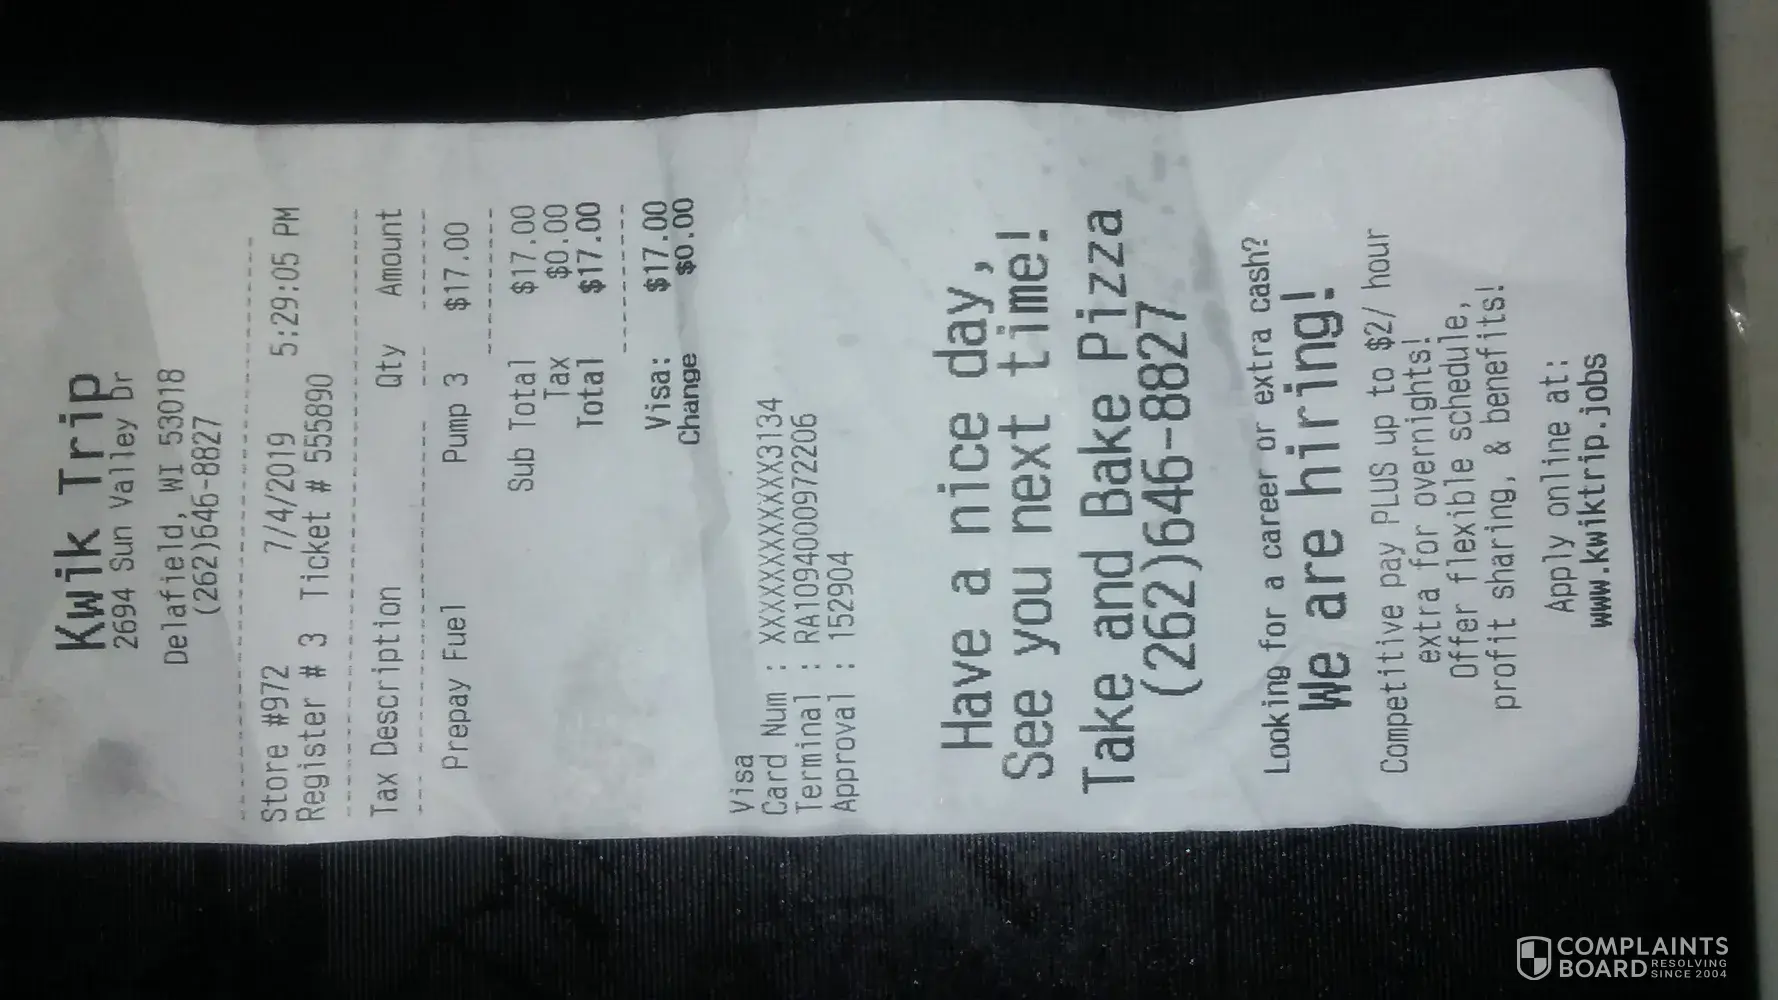 Kwik Trip
2694 Sun Valley Dr
Delafield, WI 53018
(262)646-8827
Store #972 7/4/2019 5:29:05 PM
Register # 3 Ticket # 555890
Tax Description Qty Amount
Prepay Fuel Pump 3 $17.00
Sub Total $17.00
Tax $0.00
Total $17.00
Visa: $17.00
Change $0.00
Visa
Card Num : XXXXXXXXXXXX3134
Terminal : RA10940009722​06
Approval : 152904
Have a nice day,
See you next time!
Take and Bake Pizza
(262)646-8827
Looking for a career or extra cash?
We are hiring!
Competitive pay PLUS up to $2/ hour
extra for overnights!
Offer flexible schedule,
profit sharing, & benefits!
Apply online at:
www.kwiktrip.jobs
COMPLAINTS
BOARD RESOLVING
SINCE 2004